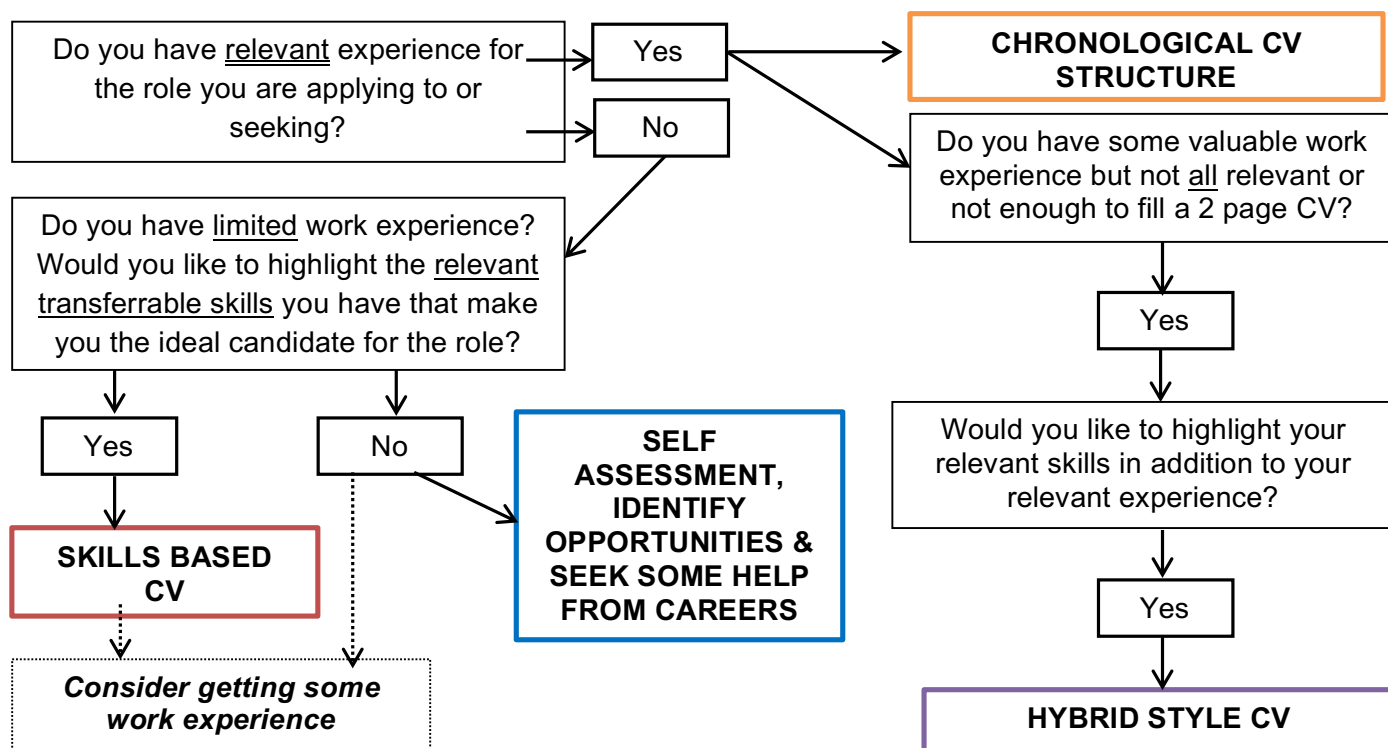 Do you have relevant experience for
the role you are applying to or
seeking?
Yes
No
CHRONOLOGICAL CV
STRUCTURE
Do you have some valuable work
experience but not all relevant or
not enough to fill a 2 page CV?
Do you have limited work experience?
Would you like to highlight the relevant
transferrable skills you have that make
you the ideal candidate for the role?
Yes
Yes
No
SELF
ASSESSMENT,
IDENTIFY
OPPORTUNITIES &
SEEK SOME HELP
FROM CAREERS
Would you like to highlight your
relevant skills in addition to your
relevant experience?
SKILLS BASED
CV
Yes
Consider getting some
work experience
HYBRID STYLE CV